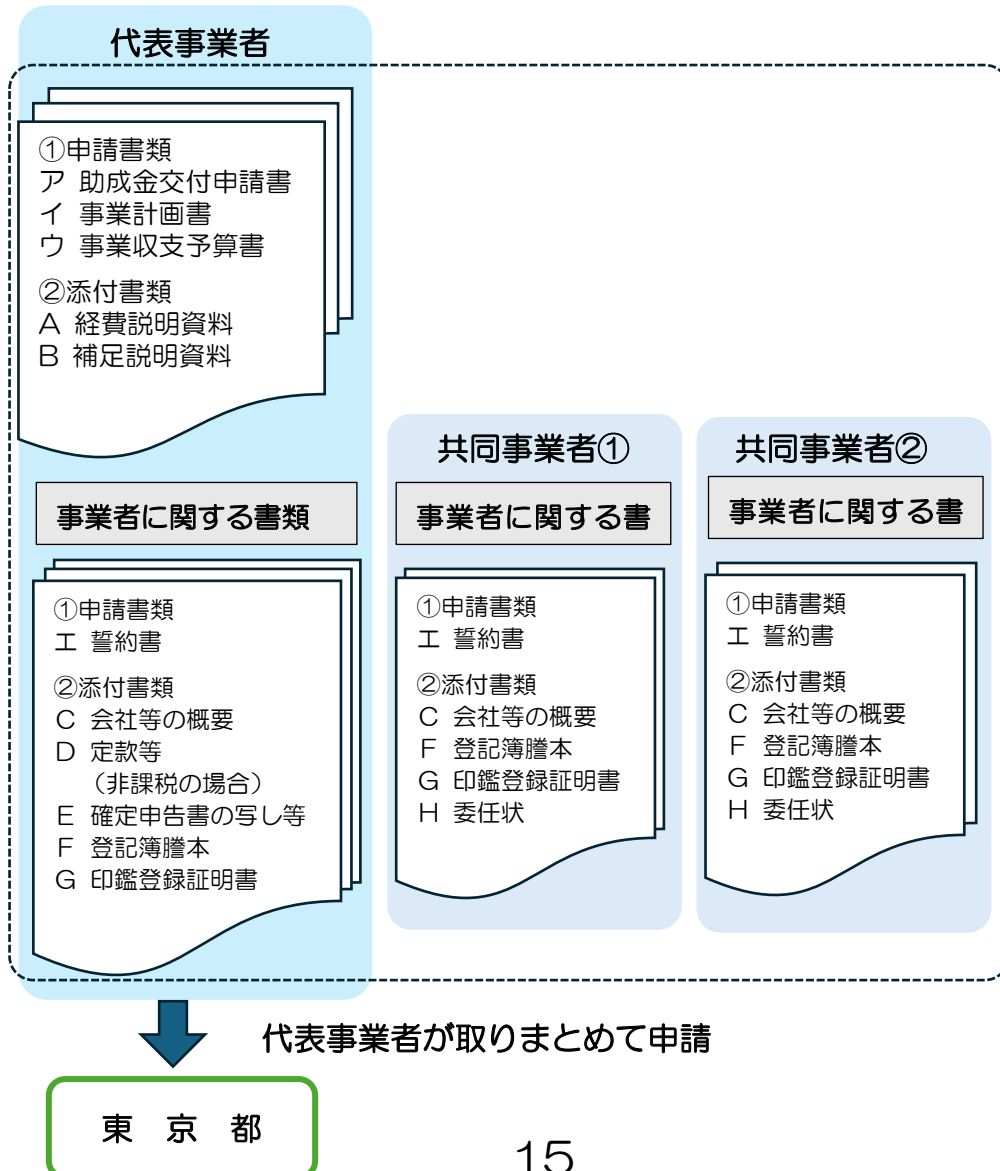 代表事業者
①申請書類
ア 助成金交付申請書
イ 事業計画書
ウ 事業収支予算書
②添付書類
A 経費説明資料
B 補足説明資料
事業者に関する書類
①申請書類
エ 誓約書
②添付書類
C 会社等の概要
D 定款等
（非課税の場合）
E 確定申告書の写し等
F 登記簿謄本
G 印鑑登録証明書
共同事業者①
事業者に関する書
①申請書類
エ 誓約書
②添付書類
C 会社等の概要
F 登記簿謄本
G 印鑑登録証明書
H 委任状
共同事業者②
事業者に関する書
①申請書類
エ 誓約書
②添付書類
C 会社等の概要
F 登記簿謄本
G 印鑑登録証明書
H 委任状
代表事業者が取りまとめて申請
東 京 都
15